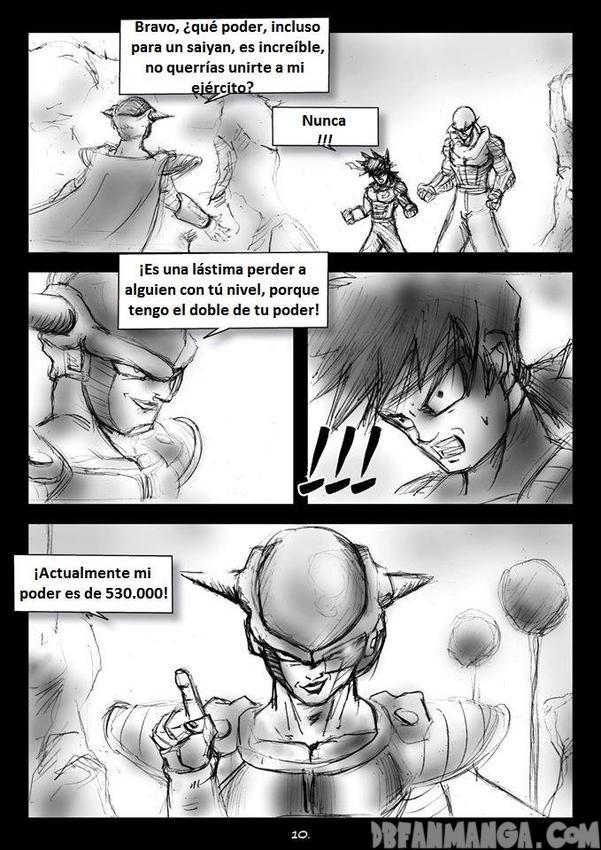 Bravo, ¿qué poder, incluso
para un saiyan, es increíble,
no querrías unirte a mi
ejército?
Nunca
!!!
¡Es una lástima perder a
alguien con tú nivel, porque
tengo el doble de tu poder!
!!!
¡Actualmente mi
poder es de 530.000!
10.
DBFANMANGA.COM